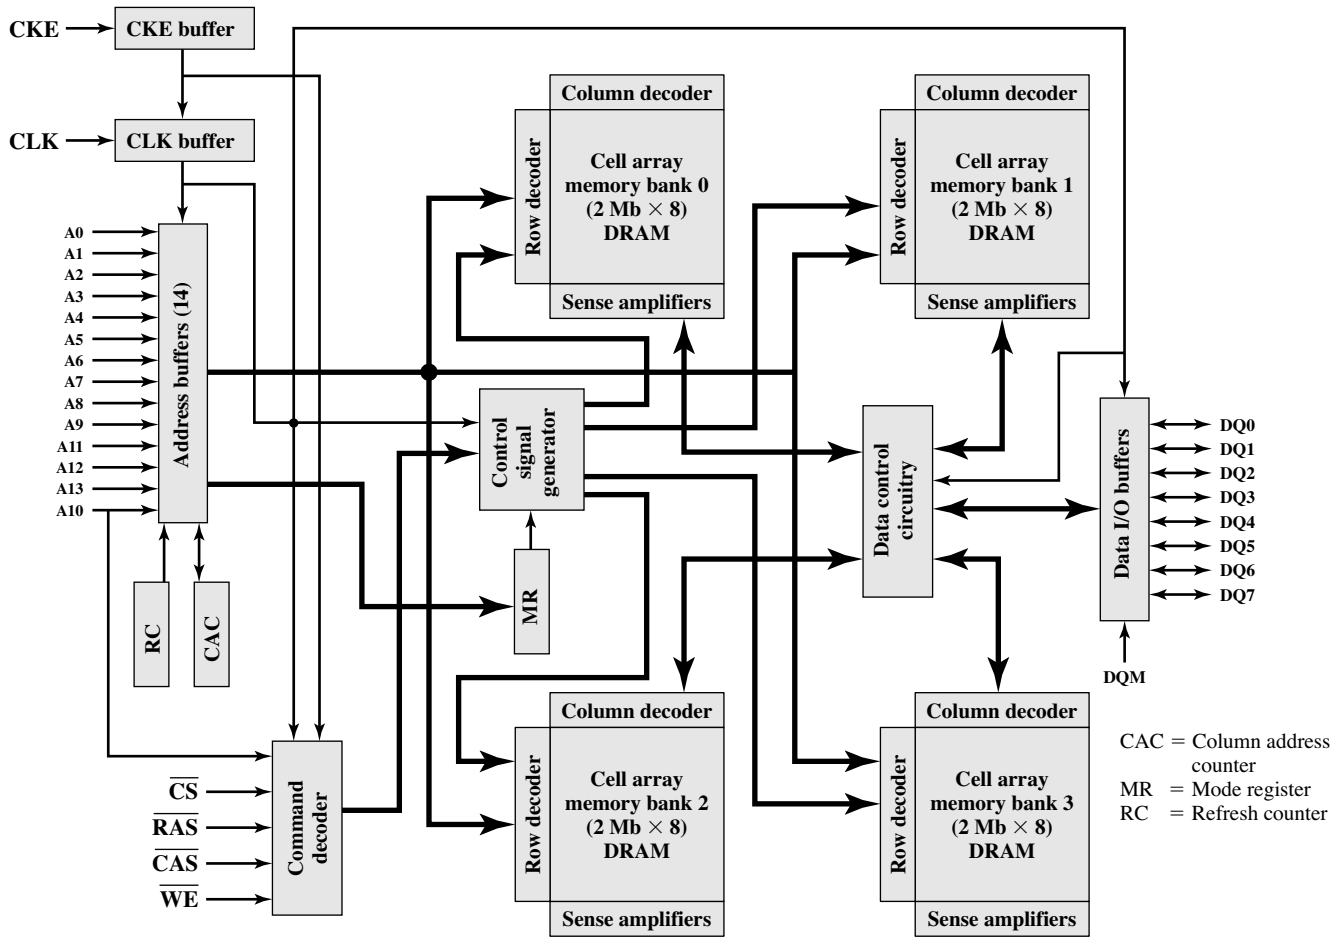 CKE
CKE buffer
CLK
CLK buffer
A0
A1
A2
A3
A4
A5
A6
A7
A8
A9
A11
A12
A13
A10
Address buffers (14)
RC
CAC
Column decoder
Row decoder
Cell array
memory bank 0
(2 Mb × 8)
DRAM
Sense amplifiers
Column decoder
Row decoder
Cell array
memory bank 1
(2 Mb × 8)
DRAM
Sense amplifiers
Control
signal
generator
MR
Data control
circuitry
Data I/O buffers
DQ0
DQ1
DQ2
DQ3
DQ4
DQ5
DQ6
DQ7
DQM
C̅S̅
R̅A̅S̅
C̅A̅S̅
W̅E̅
Command
decoder
Column decoder
Row decoder
Cell array
memory bank 2
(2 Mb × 8)
DRAM
Sense amplifiers
Column decoder
Row decoder
Cell array
memory bank 3
(2 Mb × 8)
DRAM
Sense amplifiers
CAC = Column address
counter
MR = Mode register
RC = Refresh counter